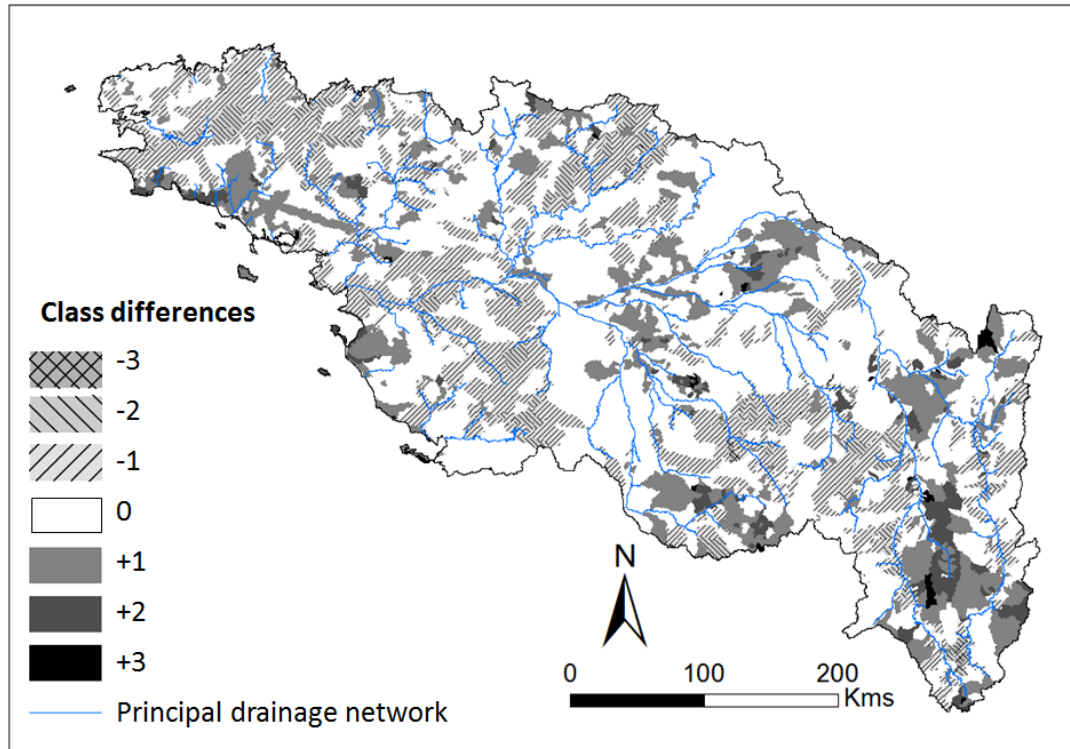 Class differences
-3
-2
-1
0
+1
+2
+3
Principal drainage network
N
0 100 200
Kms